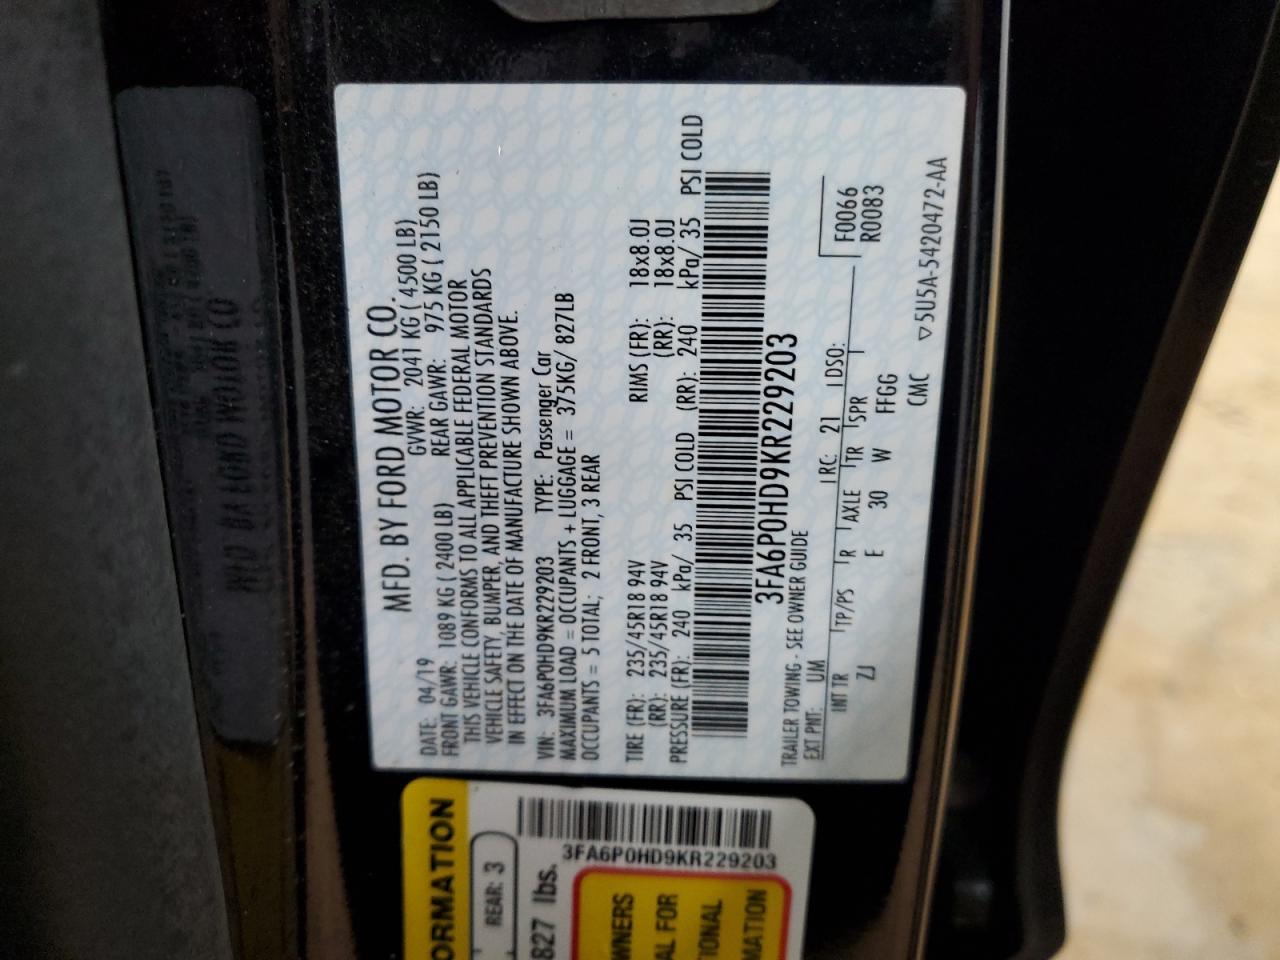 MFD. BY FORD MOTOR CO.
DATE: 04/19 GVWR: 2041 KG ( 4500 LB)
FRONT GAWR: 1089 KG ( 2400 LB) REAR GAWR: 975 KG ( 2150 LB)
THIS VEHICLE CONFORMS TO ALL APPLICABLE FEDERAL MOTOR
VEHICLE SAFETY, BUMPER, AND THEFT PREVENTION STANDARDS
IN EFFECT ON THE DATE OF MANUFACTURE SHOWN ABOVE.
VIN: 3FA6P0HD9KR229203 TYPE: Passenger Car
MAXIMUM LOAD = OCCUPANTS + LUGGAGE = 375KG/ 827LB
OCCUPANTS = 5 TOTAL; 2 FRONT, 3 REAR
TIRE (FR): 235/45R18 94V RIMS (FR): 18x8.0J
(RR): 235/45R18 94V (RR): 18x8.0J
PRESSURE (FR): 240 kPa/ 35 PSI COLD (RR): 240 kPa/ 35 PSI COLD
3FA6P0HD9KR229203
TRAILER TOWING - SEE OWNER GUIDE
EXT PNT: UM RC: 21 DSO:
INT TR TP/PS R AXLE TR SPR F0066
ZJ E 30 W FFGG R0083
CMC ▽5U5A-5420472-AA
ORMATION
REAR: 3
827 lbs.
3FA6P0HD9KR229203
WNERS
AL FOR
TIONAL
MATION